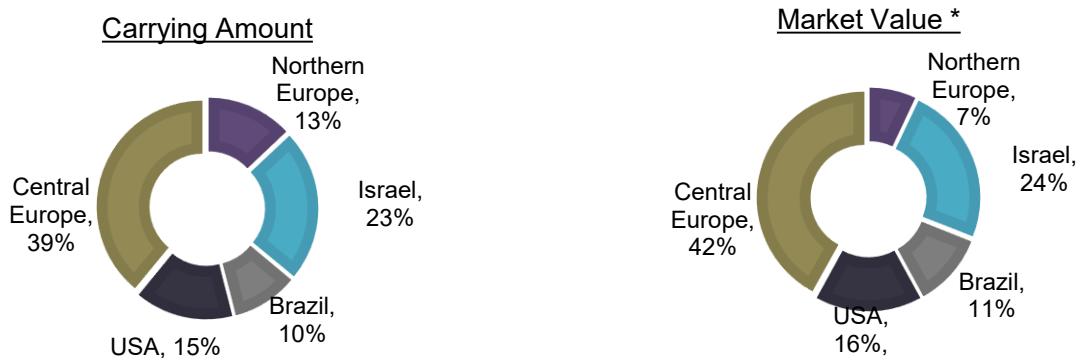 Carrying Amount
Northern
Europe,
13%
Israel,
23%
Brazil,
10%
USA, 15%
Central
Europe,
39%
Market Value *
Northern
Europe,
7%
Israel,
24%
Brazil,
11%
USA,
16%,
Central
Europe,
42%